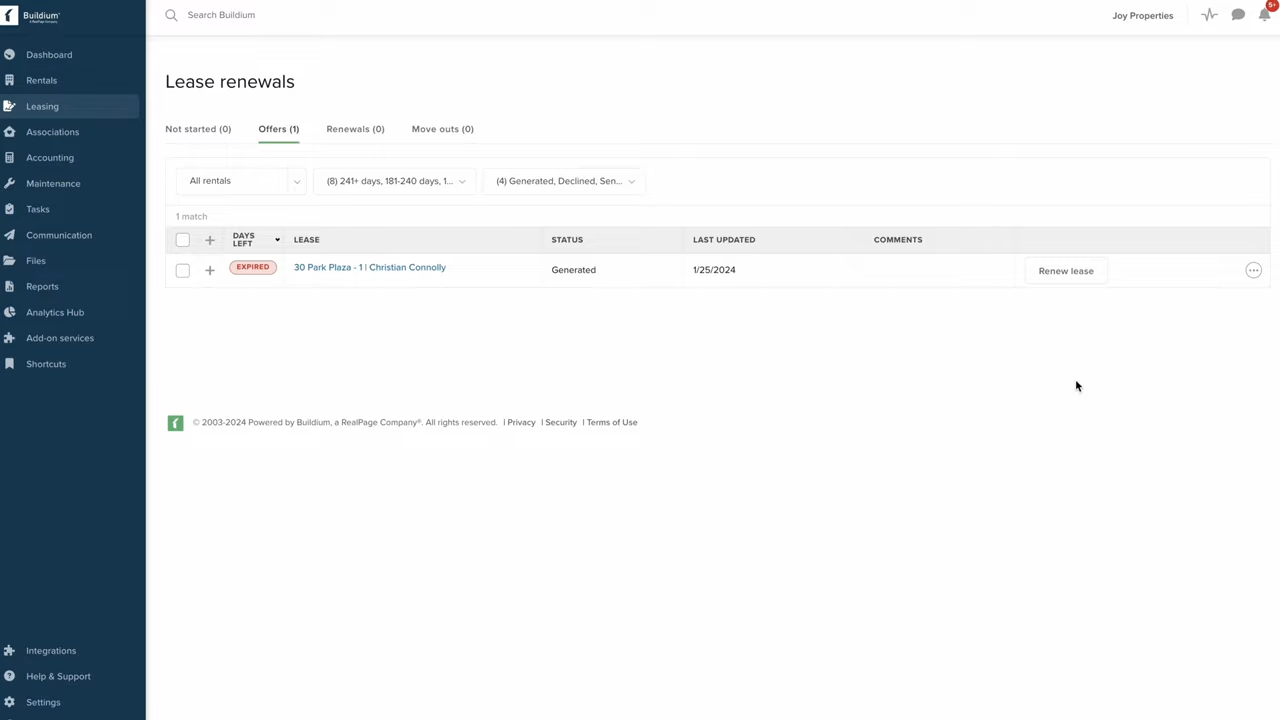 Buildium®
A RealPage Company
Search Buildium
Joy Properties
5+
Dashboard
Rentals
Leasing
Associations
Accounting
Maintenance
Tasks
Communication
Files
Reports
Analytics Hub
Add-on services
Shortcuts
Integrations
Help & Support
Settings
Lease renewals
Not started (0) Offers (1) Renewals (0) Move outs (0)
All rentals (8) 241+ days, 181-240 days, 1... (4) Generated, Declined, Sen...
1 match
DAYS LEFT LEASE STATUS LAST UPDATED COMMENTS
EXPIRED 30 Park Plaza - 1 | Christian Connolly Generated 1/25/2024 Renew lease
© 2003-2024 Powered by Buildium, a RealPage Company®. All rights reserved. | Privacy | Security | Terms of Use